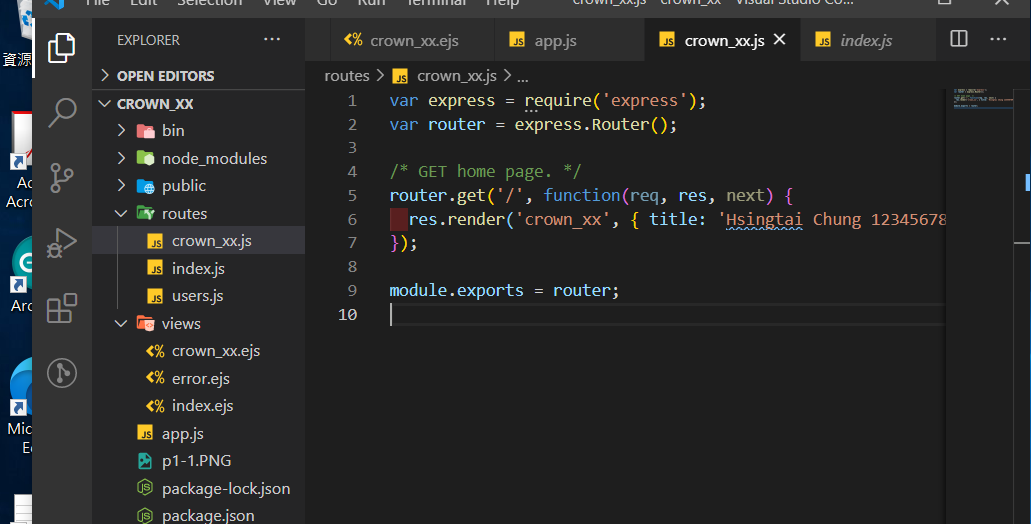 File Edit Selection View Go Run Terminal Help crown_xx.js - crown_xx - Visual Studio Co...
EXPLORER
crown_xx.ejs app.js crown_xx.js index.js
OPEN EDITORS
routes > crown_xx.js > ...
CROWN_XX
bin
node_modules
public
routes
crown_xx.js
index.js
users.js
views
crown_xx.ejs
error.ejs
index.ejs
app.js
p1-1.PNG
package-lock.json
package.json
1 var express = require('express');
2 var router = express.Router();
3
4 /* GET home page. */
5 router.get('/', function(req, res, next) {
6 res.render('crown_xx', { title: 'Hsingtai Chung 12345678
7 });
8
9 module.exports = router;
10
資源
Acro
Arc
Mic